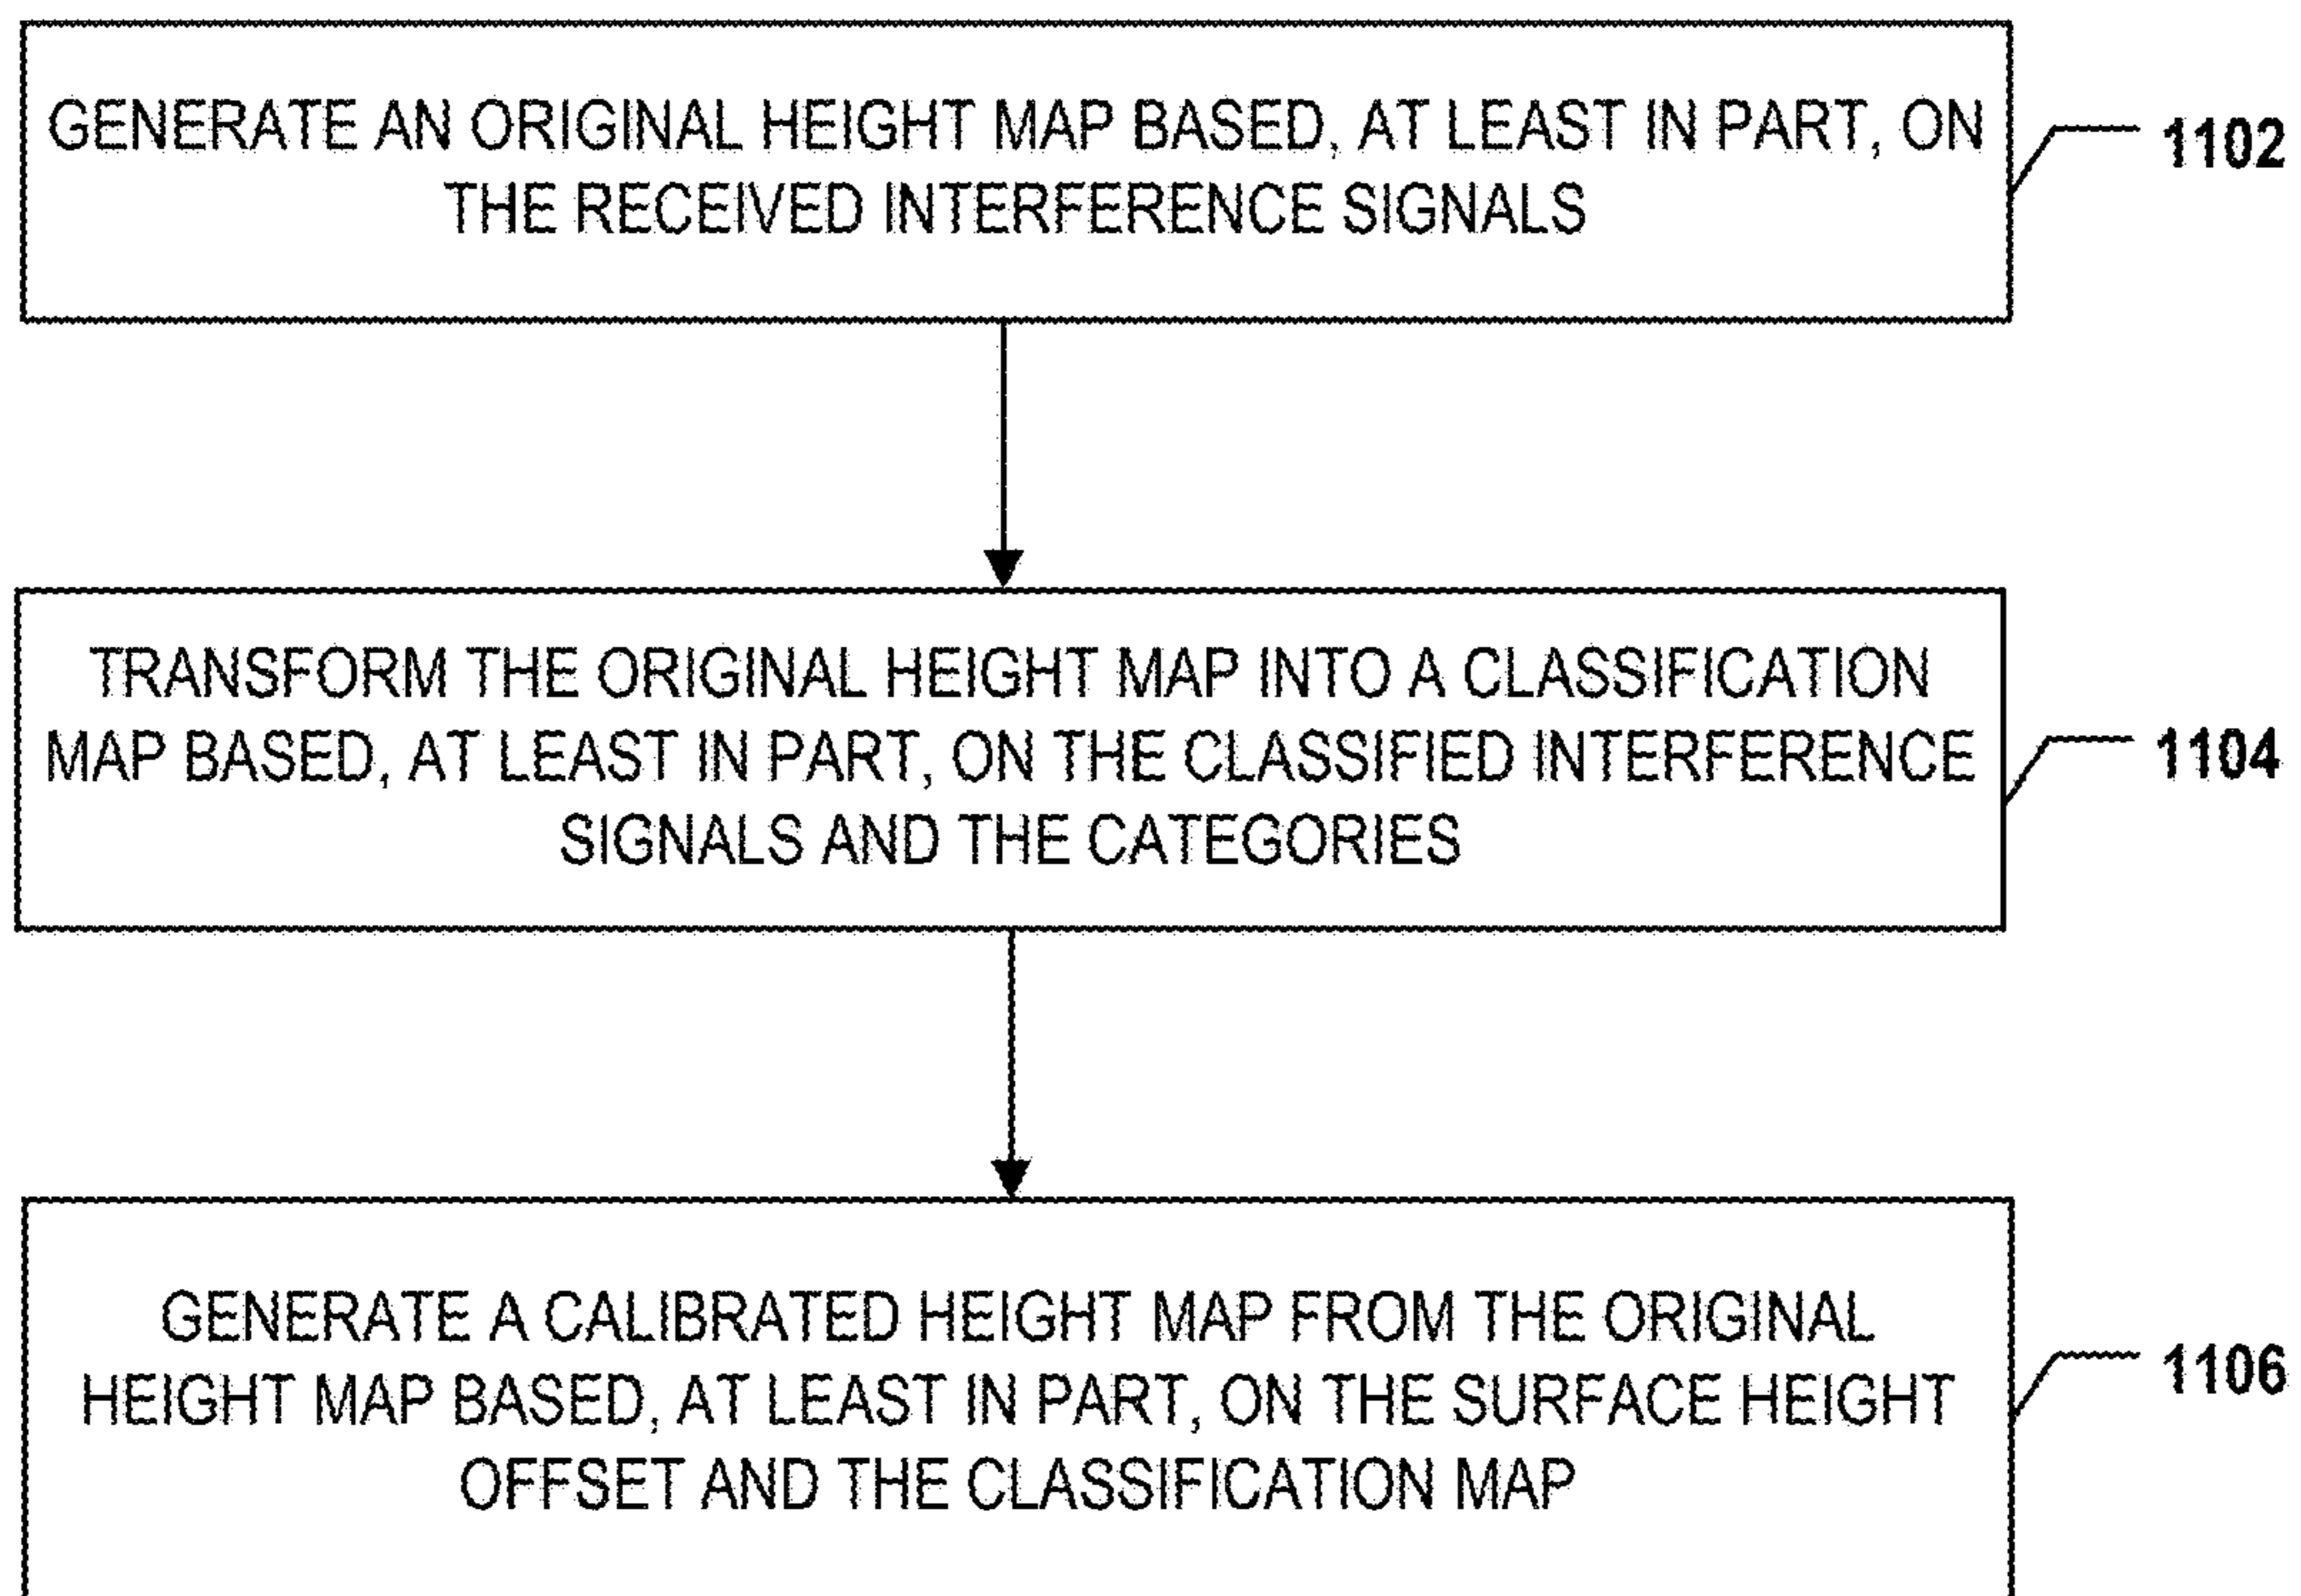 GENERATE AN ORIGINAL HEIGHT MAP BASED, AT LEAST IN PART, ON
THE RECEIVED INTERFERENCE SIGNALS
1102
TRANSFORM THE ORIGINAL HEIGHT MAP INTO A CLASSIFICATION
MAP BASED, AT LEAST IN PART, ON THE CLASSIFIED INTERFERENCE
SIGNALS AND THE CATEGORIES
1104
GENERATE A CALIBRATED HEIGHT MAP FROM THE ORIGINAL
HEIGHT MAP BASED, AT LEAST IN PART, ON THE SURFACE HEIGHT
OFFSET AND THE CLASSIFICATION MAP
1106